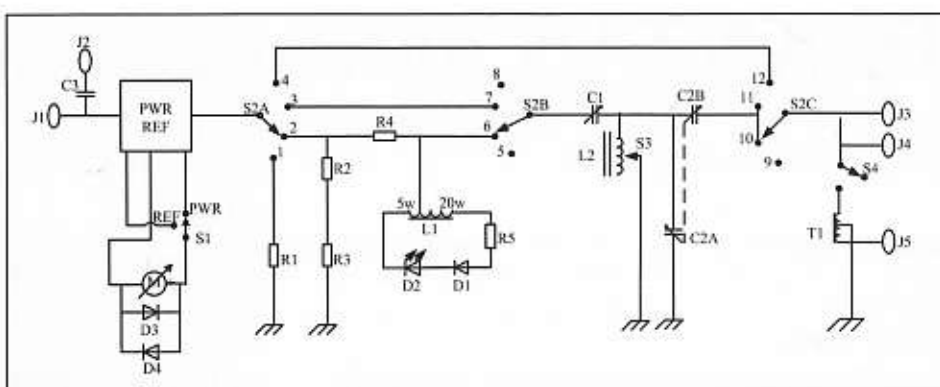 J2
C3
J1
PWR
REF
S2A
4
3
2
1
R4
R2
R1
R3
5w
20w
L1
R5
D2
D1
8
7
6
5
S2B
C1
L2
S3
C2B
C2A
12
11
10
9
S2C
J3
J4
S4
T1
J5
REF
PWR
S1
M
D3
D4